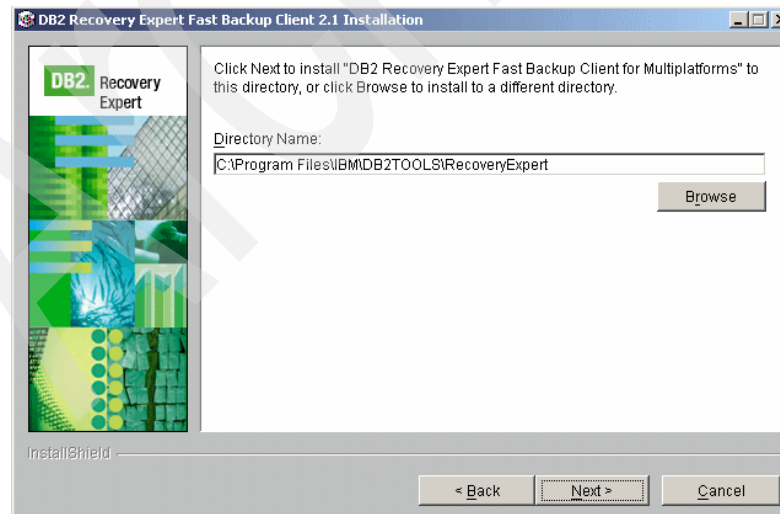 DB2 Recovery Expert Fast Backup Client 2.1 Installation
DB2. Recovery
Expert
Click Next to install "DB2 Recovery Expert Fast Backup Client for Multiplatforms" to
this directory, or click Browse to install to a different directory.
Directory Name:
C:\Program Files\IBM\DB2TOOLS\RecoveryExpert
Browse
InstallShield
< Back
Next >
Cancel